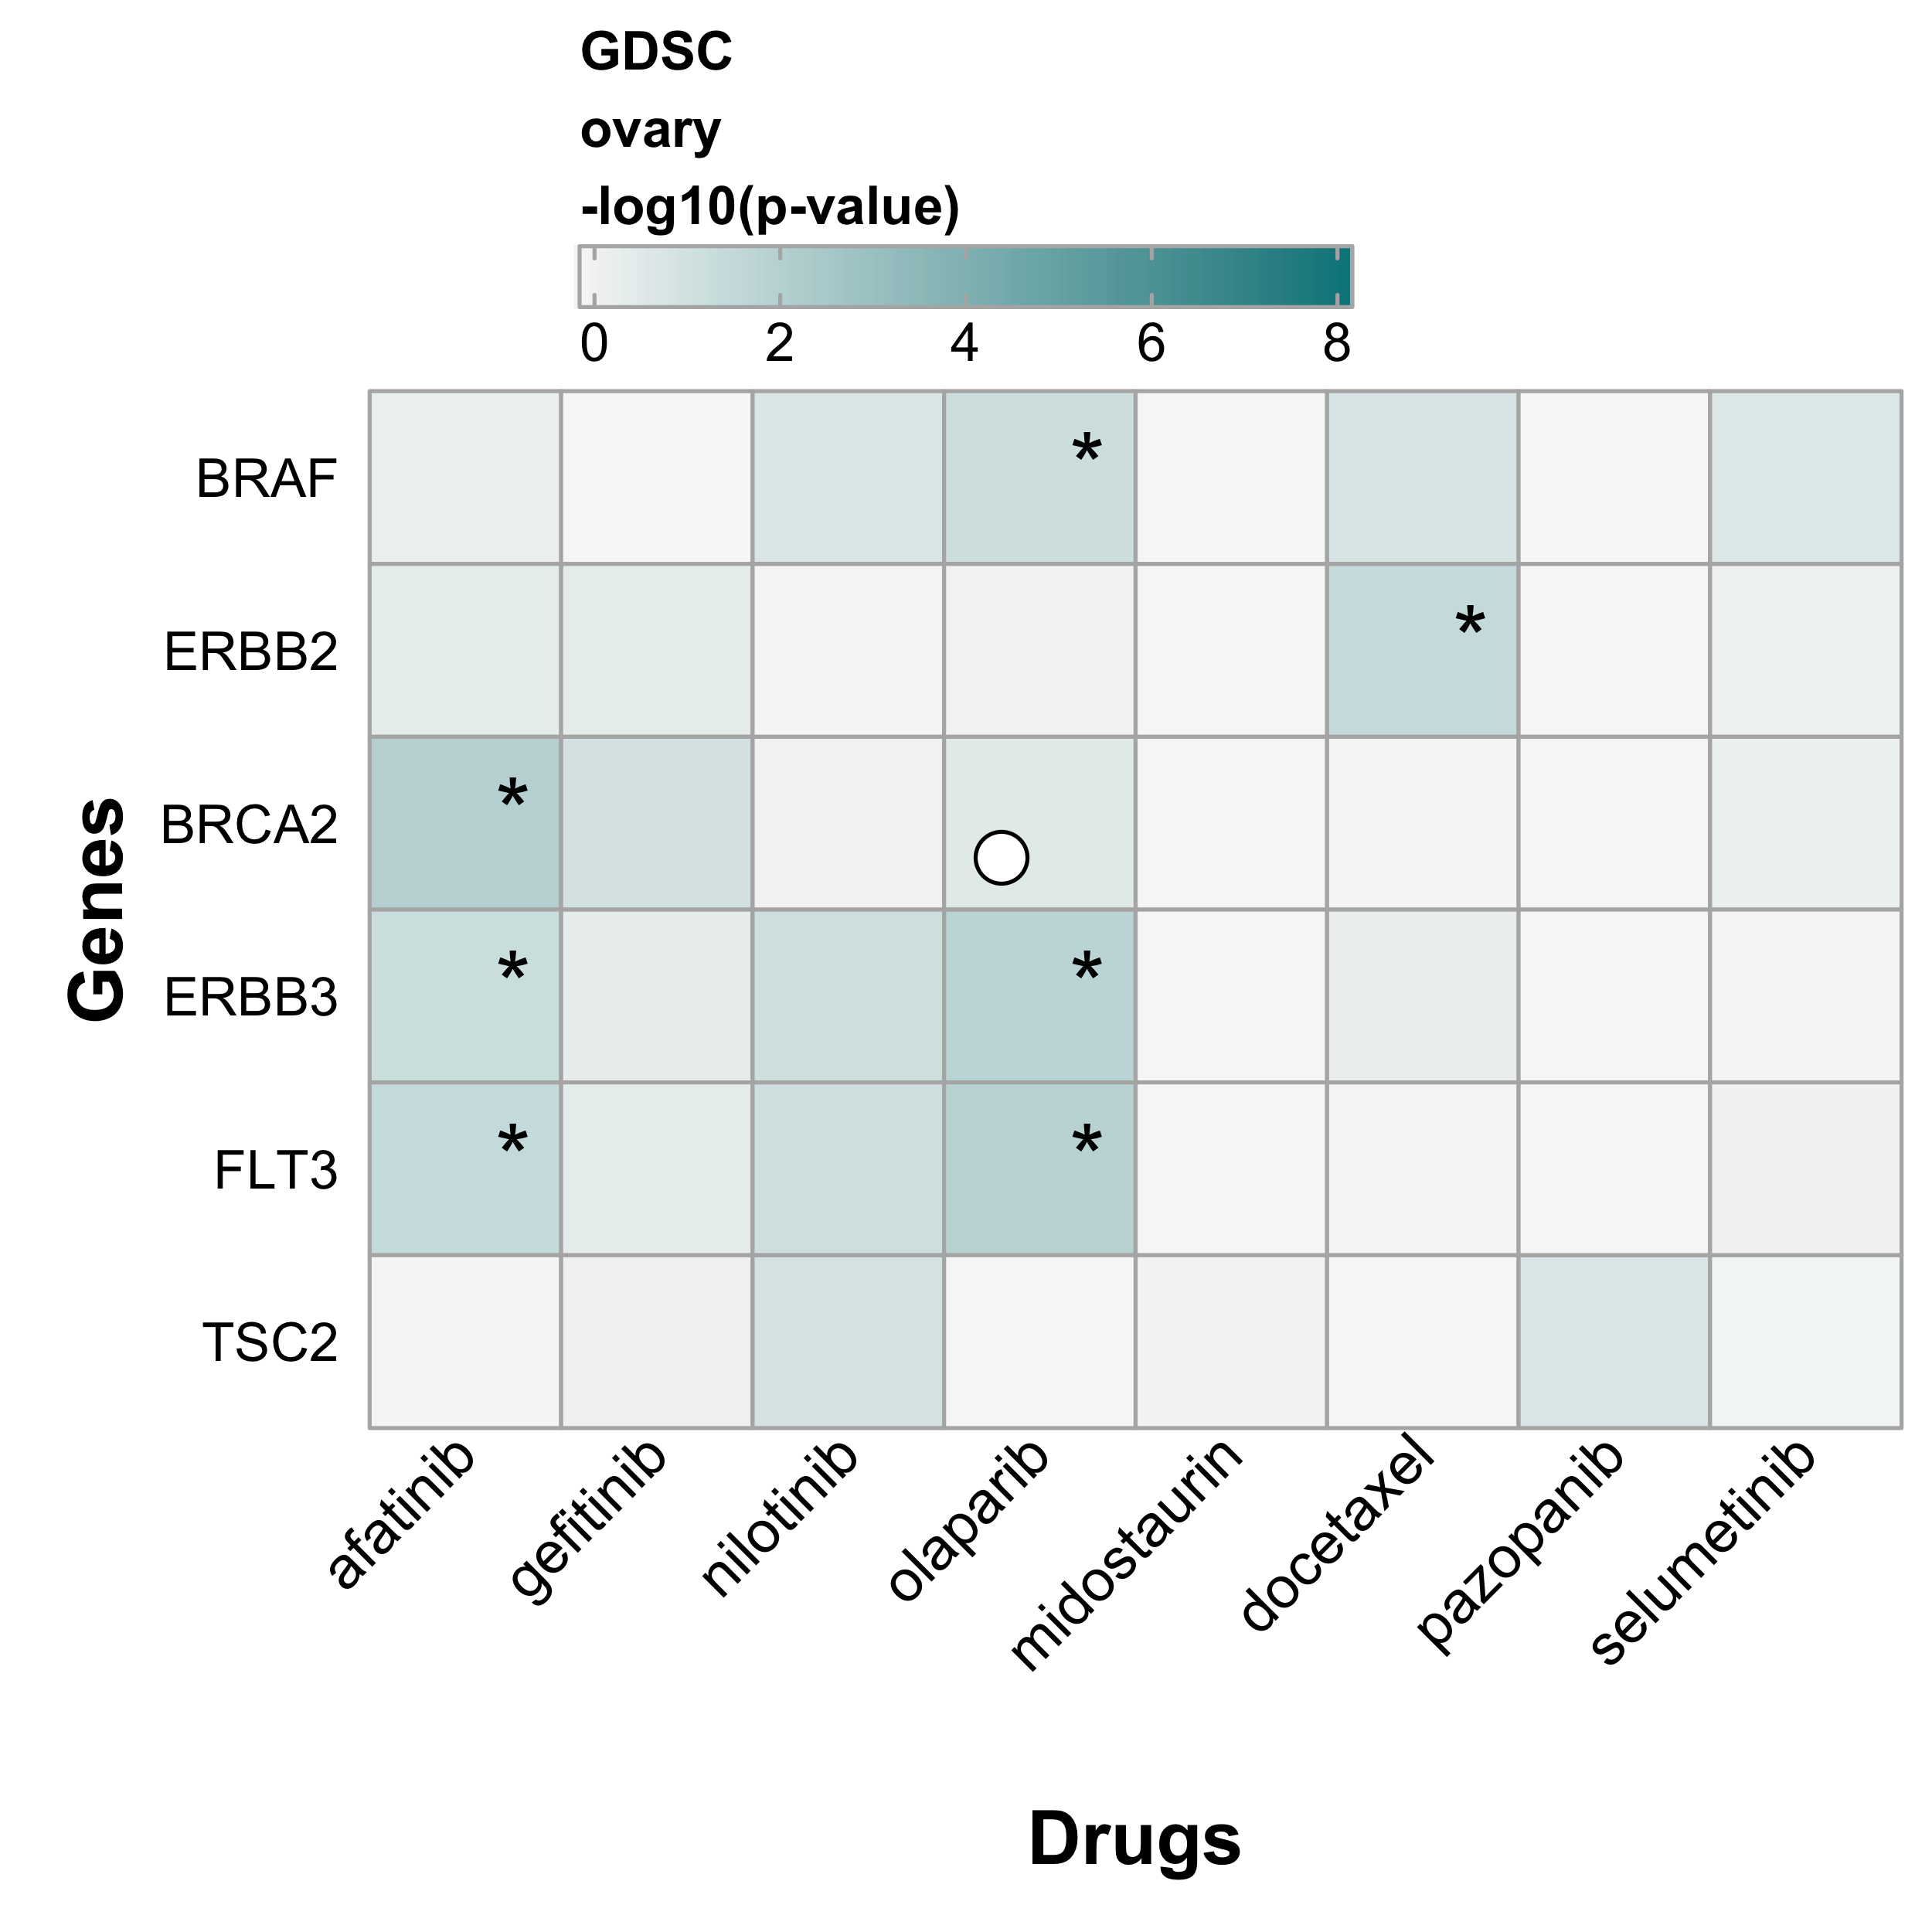 GDSC
ovary
-log10(p-value)
0 2 4 6 8
BRAF *
ERBB2 *
BRCA2 *
ERBB3 * *
FLT3 * *
TSC2
Genes
afatinib gefitinib nilotinib olaparib midostaurin docetaxel pazopanib selumetinib
Drugs